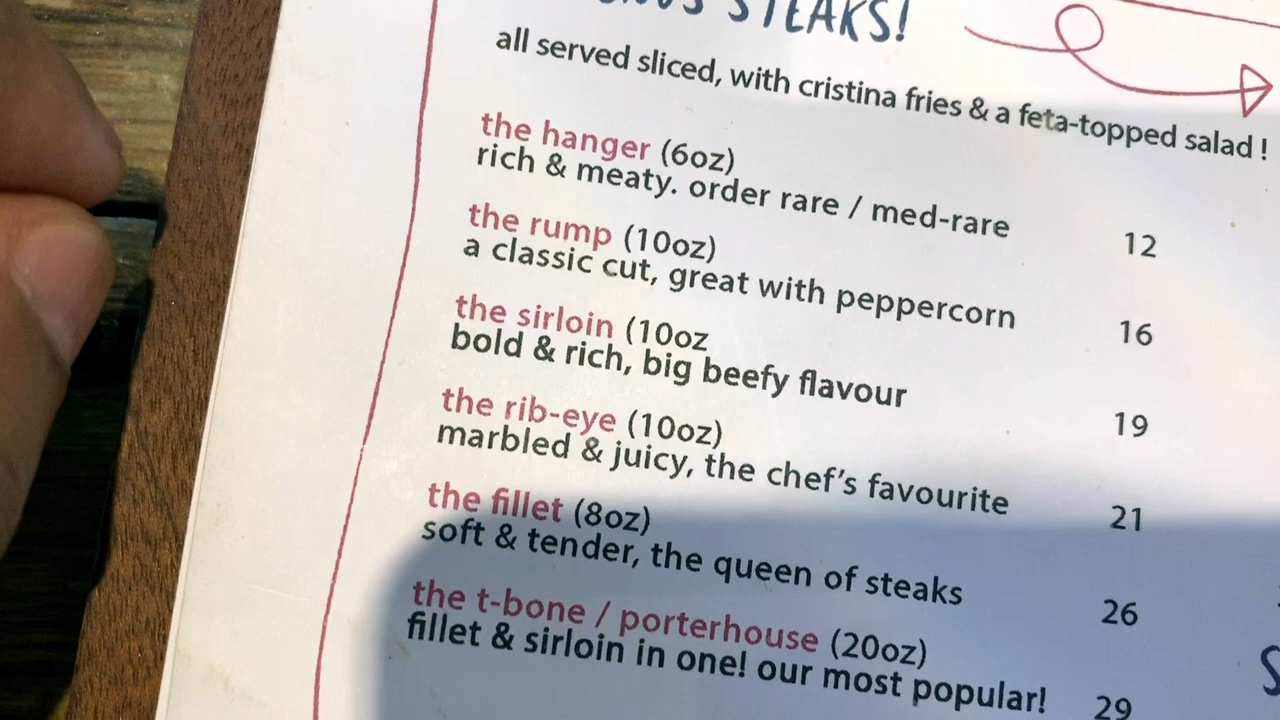 STEAKS!
all served sliced, with cristina fries & a feta-topped salad !
the hanger (6oz)
rich & meaty. order rare / med-rare 12
the rump (10oz)
a classic cut, great with peppercorn 16
the sirloin (10oz
bold & rich, big beefy flavour 19
the rib-eye (10oz)
marbled & juicy, the chef's favourite 21
the fillet (8oz)
soft & tender, the queen of steaks 26
the t-bone / porterhouse (20oz)
fillet & sirloin in one! our most popular! 29